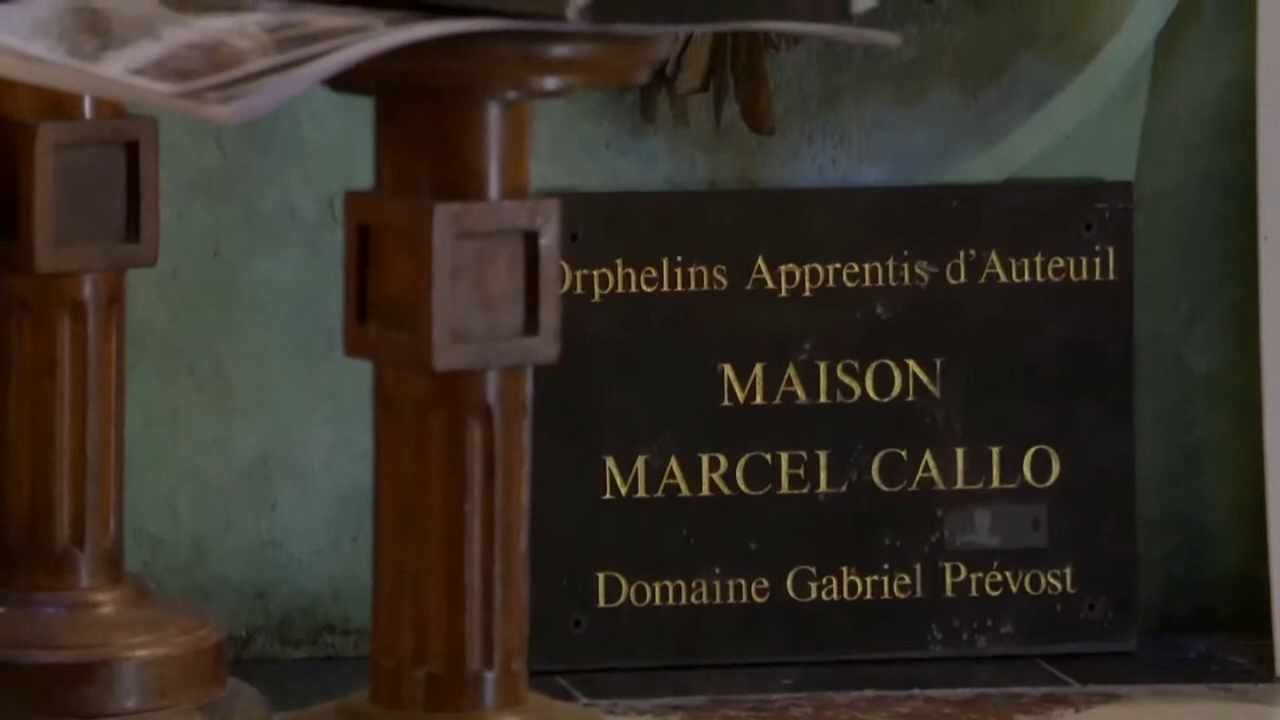 Orphelins Apprentis d'Auteuil
MAISON
MARCEL CALLO
Domaine Gabriel Prévost